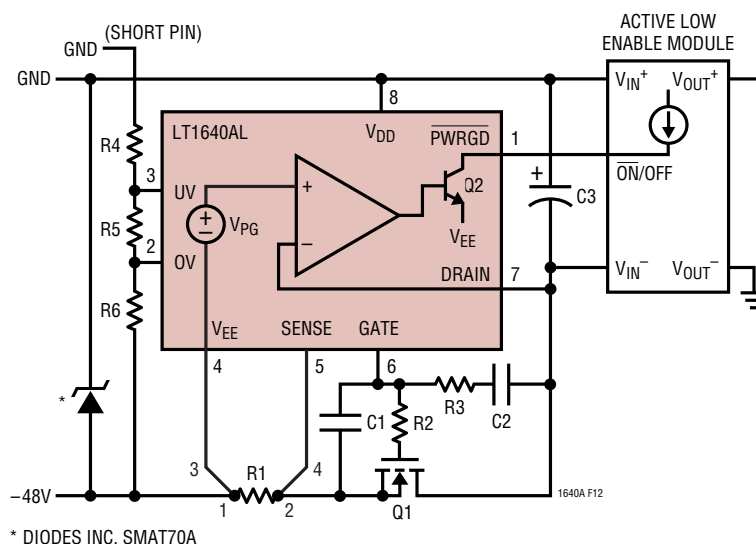 (SHORT PIN)
GND
GND
ACTIVE LOW
ENABLE MODULE
VIN+
VOUT+
ON/OFF
VIN−
VOUT−
8
LT1640AL
VDD
PWRGD
1
R4
3
UV
+
−
VPG
+
−
Q2
VEE
+
C3
R5
2
OV
DRAIN
7
R6
VEE
SENSE
GATE
4
5
6
*
C1
R2
R3
C2
3
R1
4
−48V
1
2
Q1
1640A F12
* DIODES INC. SMAT70A